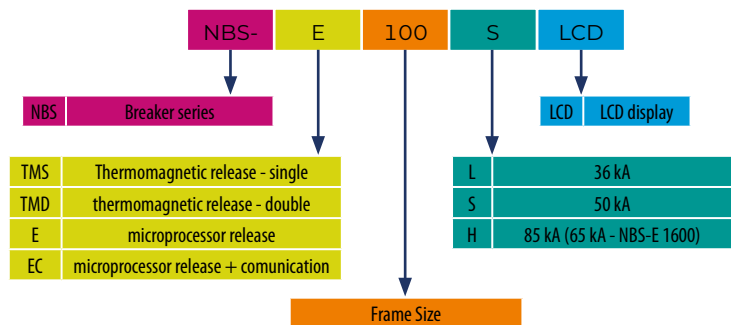 NBS- E 100 S LCD
NBS Breaker series
LCD LCD display
TMS Thermomagnetic release - single
TMD thermomagnetic release - double
E microprocessor release
EC microprocessor release + comunication
L 36 kA
S 50 kA
H 85 kA (65 kA - NBS-E 1600)
Frame Size